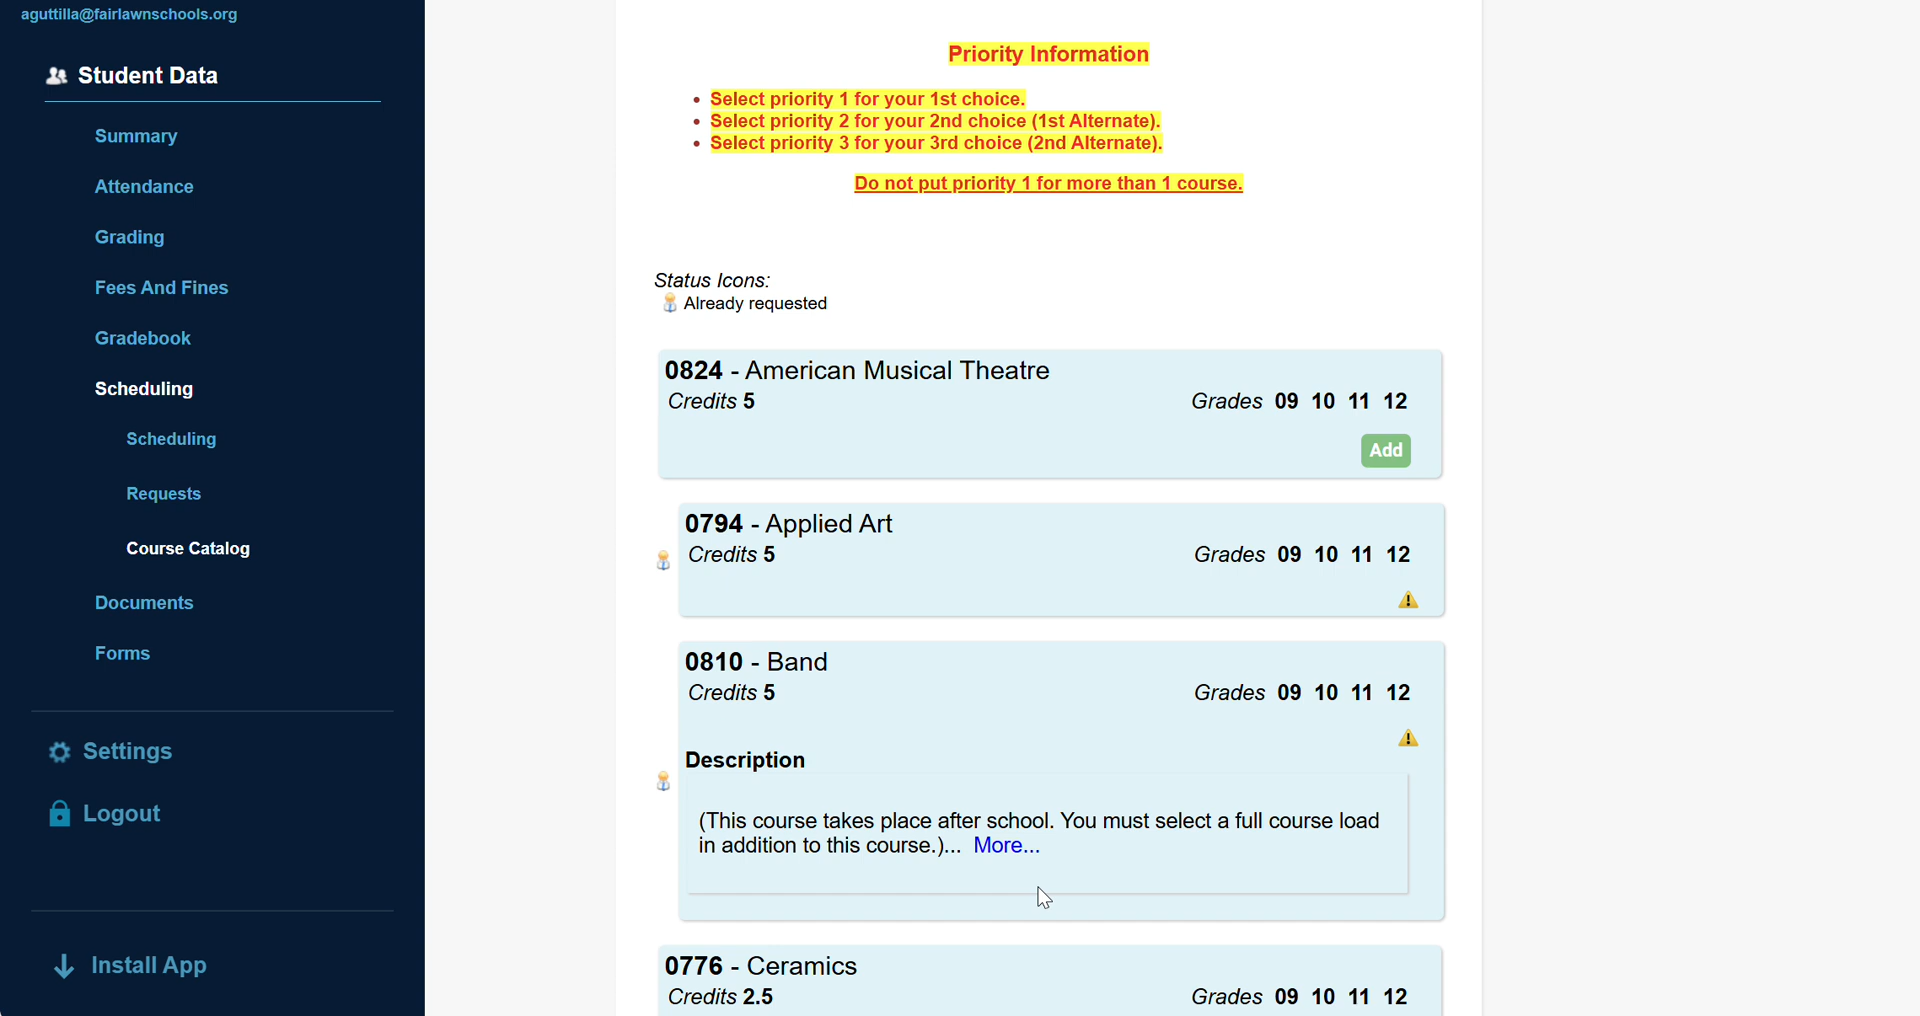 aguttilla@fairlawnschools.org
Student Data
Summary
Attendance
Grading
Fees And Fines
Gradebook
Scheduling
Scheduling
Requests
Course Catalog
Documents
Forms
Settings
Logout
Install App
Priority Information
Select priority 1 for your 1st choice.
Select priority 2 for your 2nd choice (1st Alternate).
Select priority 3 for your 3rd choice (2nd Alternate).
Do not put priority 1 for more than 1 course.
Status Icons:
Already requested
0824 - American Musical Theatre
Credits 5 Grades 09 10 11 12
Add
0794 - Applied Art
Credits 5 Grades 09 10 11 12
0810 - Band
Credits 5 Grades 09 10 11 12
Description
(This course takes place after school. You must select a full course load
in addition to this course.)... More...
0776 - Ceramics
Credits 2.5 Grades 09 10 11 12